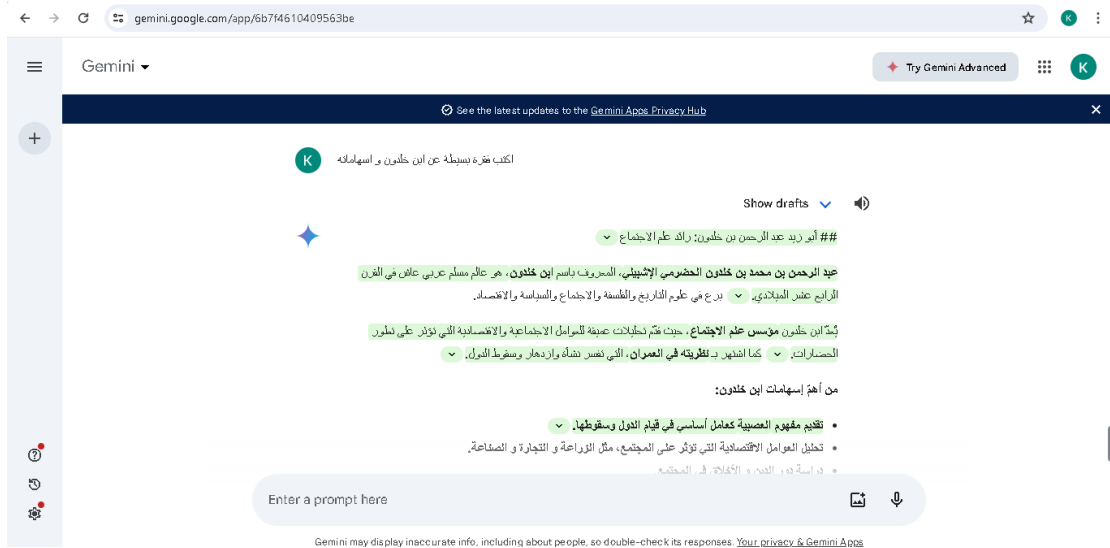 gemini.google.com/app/6b7f4610409563be
K
Gemini
Try Gemini Advanced
K
See the latest updates to the Gemini Apps Privacy Hub
K
اكتب فقرة بسيطة عن ابن خلدون و اسهاماته
Show drafts
## أبو زيد عبد الرحمن بن خلدون: رائد علم الاجتماع
عبد الرحمن بن محمد بن خلدون الحضرمي الإشبيلي، المعروف باسم ابن خلدون، هو عالم مسلم عربي عاش في القرن
الرابع عشر الميلادي. برع في علوم التاريخ والفلسفة والاجتماع والسياسة والاقتصاد.
يُعدّ ابن خلدون مؤسس علم الاجتماع، حيث قدّم تحليلات عميقة للعوامل الاجتماعية والاقتصادية التي تؤثر على تطور
الحضارات. كما اشتهر بـ نظريته في العمران، التي تفسر نشأة وازدهار وسقوط الدول.
من أهمّ إسهامات ابن خلدون:
• تقديم مفهوم العصبية كعامل أساسي في قيام الدول وسقوطها.
• تحليل العوامل الاقتصادية التي تؤثر على المجتمع، مثل الزراعة و التجارة و الصناعة.
• دراسة دور الدين و الأخلاق في المجتمع.
Enter a prompt here
Gemini may display inaccurate info, including about people, so double-check its responses. Your privacy & Gemini Apps